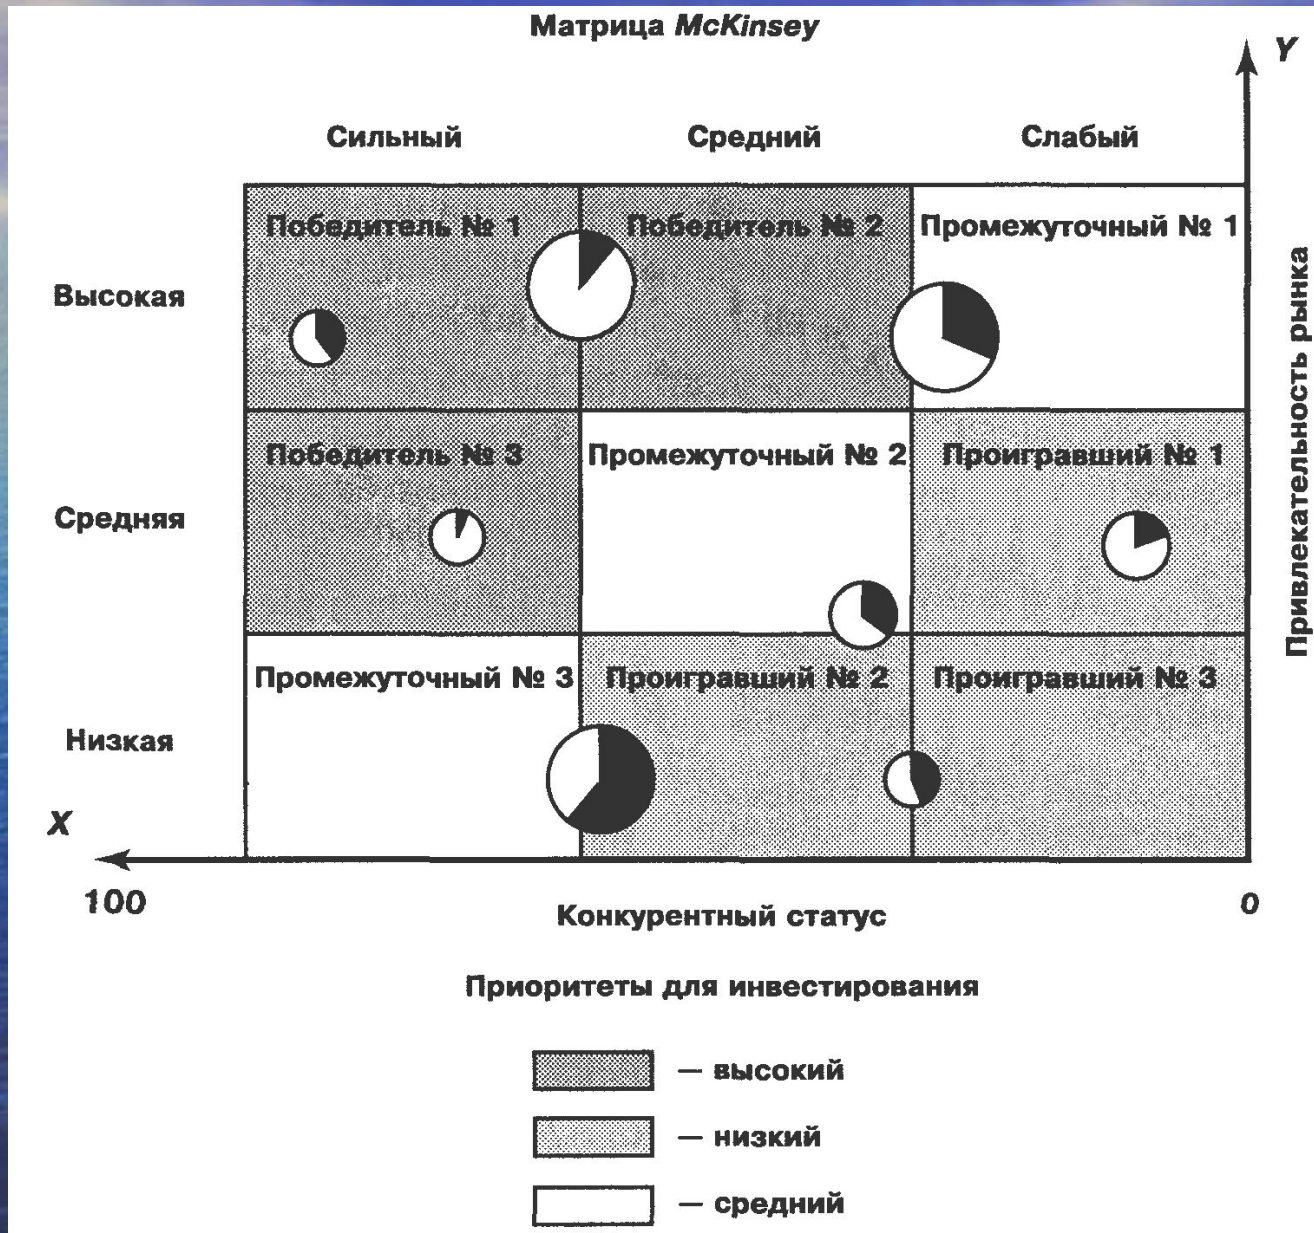 Матрица McKinsey
Y
Сильный Средний Слабый
Победитель № 1 Победитель № 2 Промежуточный № 1
Высокая
Победитель № 3 Промежуточный № 2 Проигравший № 1
Средняя
Привлекательность рынка
Промежуточный № 3 Проигравший № 2 Проигравший № 3
Низкая
X
100 0
Конкурентный статус
Приоритеты для инвестирования
– высокий
– низкий
– средний